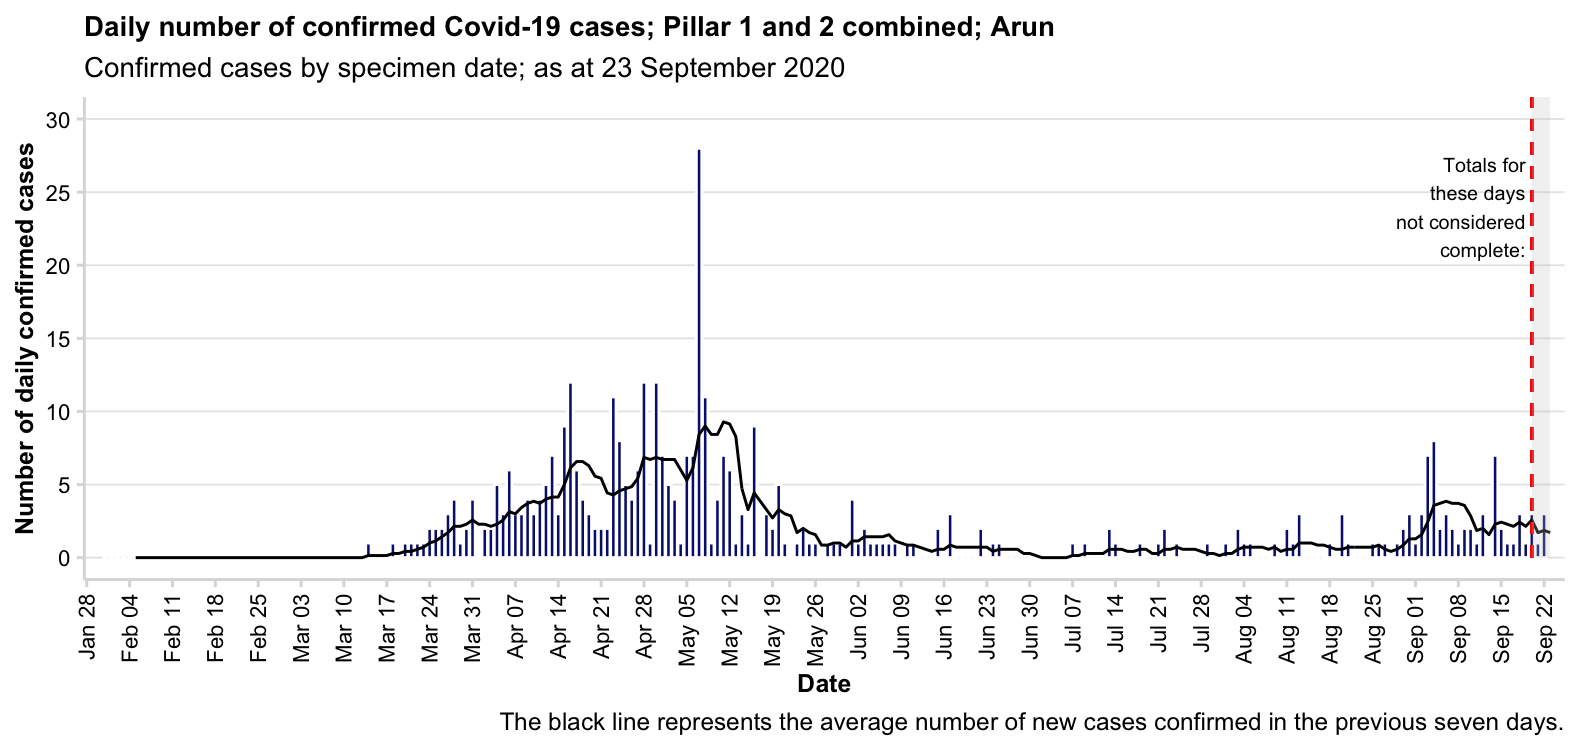 Daily number of confirmed Covid-19 cases; Pillar 1 and 2 combined; Arun
Confirmed cases by specimen date; as at 23 September 2020
Number of daily confirmed cases
30
25
20
15
10
5
0
Totals for
these days
not considered
complete:
Jan 28
Feb 04
Feb 11
Feb 18
Feb 25
Mar 03
Mar 10
Mar 17
Mar 24
Mar 31
Apr 07
Apr 14
Apr 21
Apr 28
May 05
May 12
May 19
May 26
Jun 02
Jun 09
Jun 16
Jun 23
Jun 30
Jul 07
Jul 14
Jul 21
Jul 28
Aug 04
Aug 11
Aug 18
Aug 25
Sep 01
Sep 08
Sep 15
Sep 22
Date
The black line represents the average number of new cases confirmed in the previous seven days.